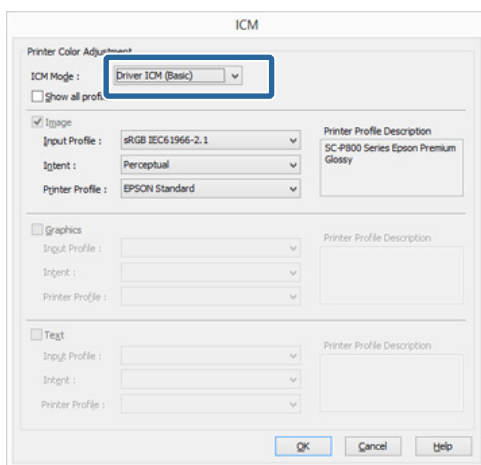 ICM
Printer Color Adjustment
ICM Mode :
Driver ICM (Basic)
Show all profi
Image
Input Profile :
sRGB IEC61966-2.1
Intent :
Perceptual
Printer Profile :
EPSON Standard
Printer Profile Description
SC-P800 Series Epson Premium
Glossy
Graphics
Input Profile :
Intent :
Printer Profile :
Printer Profile Description
Text
Input Profile :
Intent :
Printer Profile :
Printer Profile Description
OK
Cancel
Help